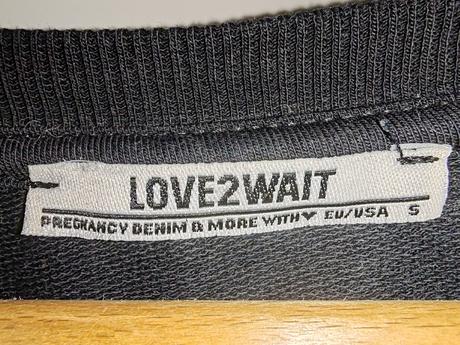 LOVE2WAIT
PREGNANCY DENIM & MORE WITH ♥ EU/USA S